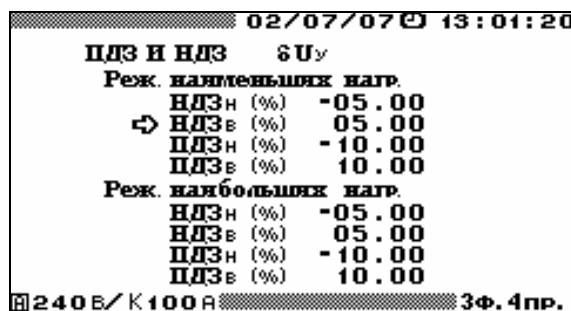 02/07/07 13:01:20
ПДЗ И НДЗ δUy
Реж. наименьших нагр.
НДЗн (%) -05.00
НДЗв (%) 05.00
ПДЗн (%) -10.00
ПДЗв (%) 10.00
Реж. наибольших нагр.
НДЗн (%) -05.00
НДЗв (%) 05.00
ПДЗн (%) -10.00
ПДЗв (%) 10.00
A 240В/К100А 3Ф.4пр.